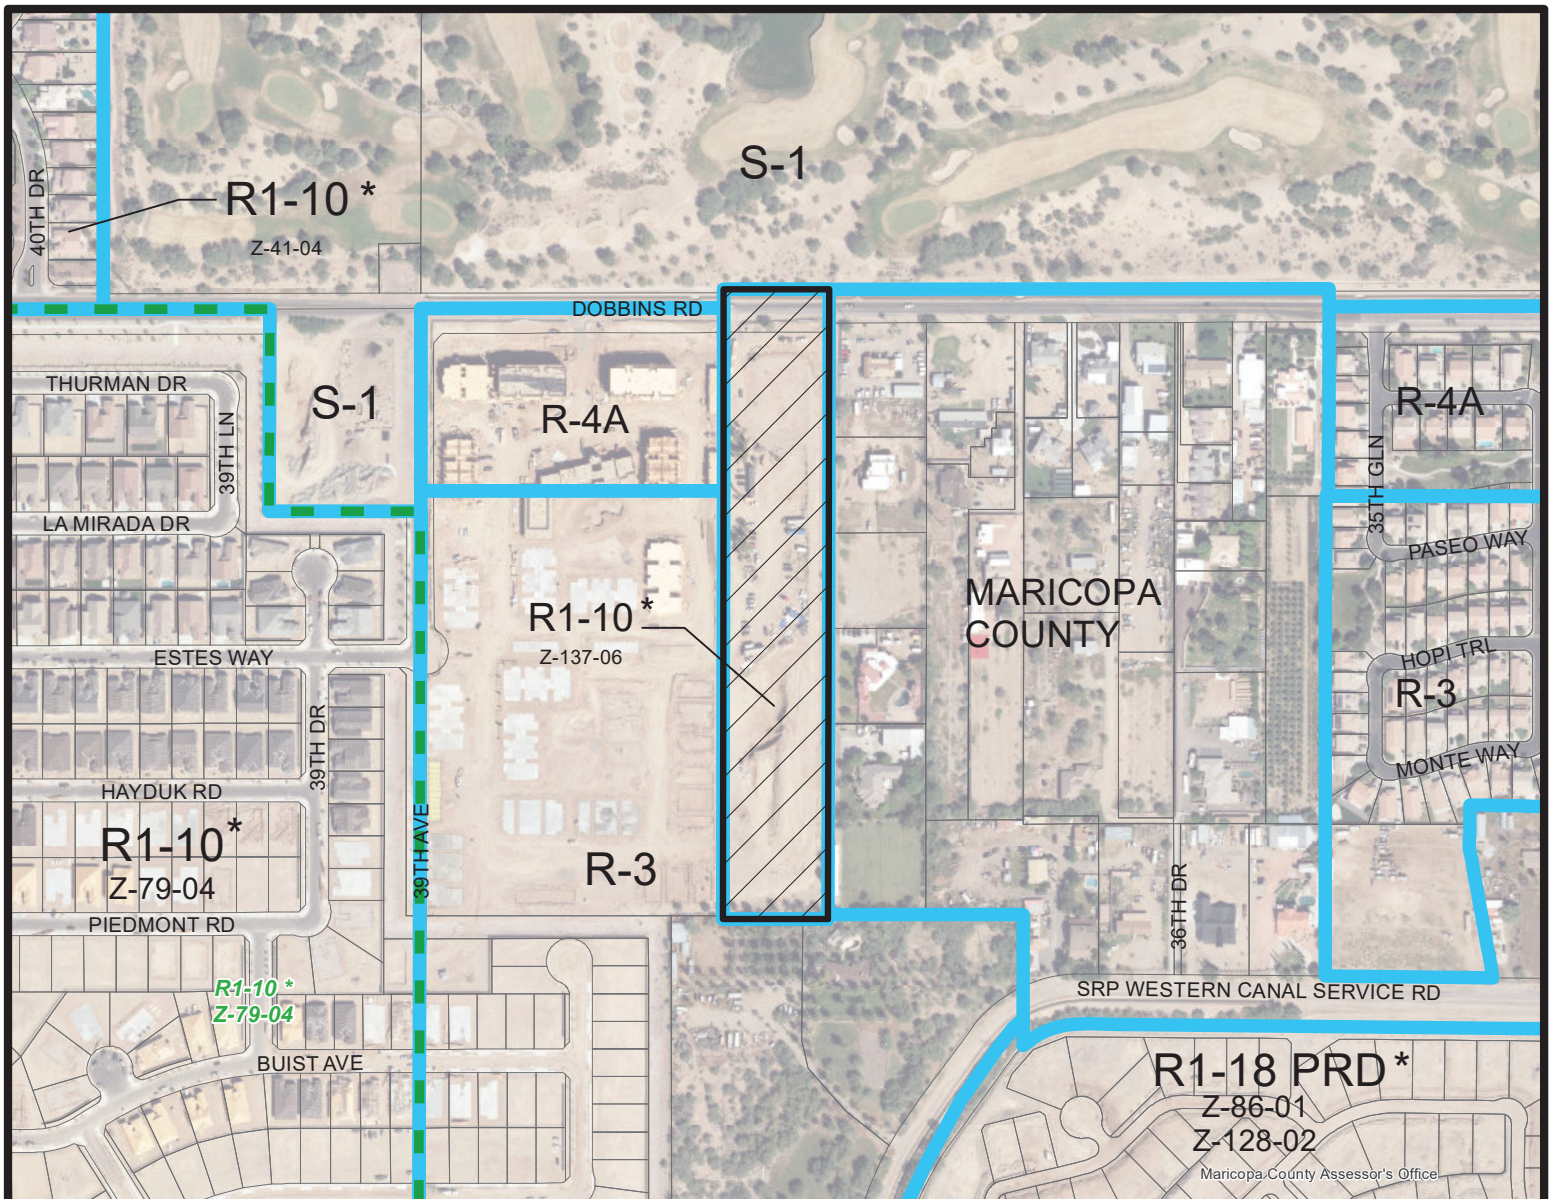 S-1
R1-10 *
Z-41-04
40TH DR
DOBBINS RD
THURMAN DR
S-1
R-4A
R-4A
39TH LN
35TH GLN
LA MIRADA DR
PASEO WAY
MARICOPA
COUNTY
R1-10 *
Z-137-06
ESTES WAY
HOPI TRL
R-3
39TH DR
MONTE WAY
HAYDUK RD
R1-10 *
Z-79-04
39TH AVE
R-3
PIEDMONT RD
36TH DR
R1-10 *
Z-79-04
SRP WESTERN CANAL SERVICE RD
BUIST AVE
R1-18 PRD *
Z-86-01
Z-128-02
Maricopa County Assessor's Office